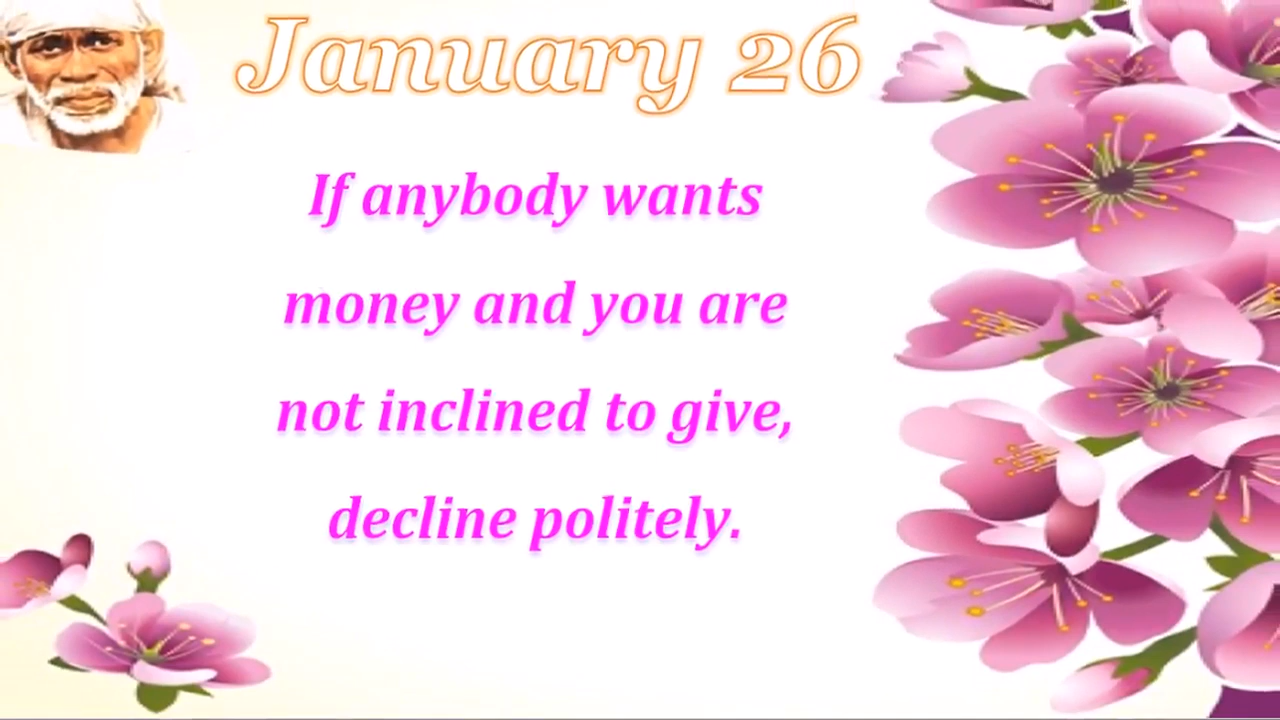 January 26
If anybody wants
money and you are
not inclined to give,
decline politely.